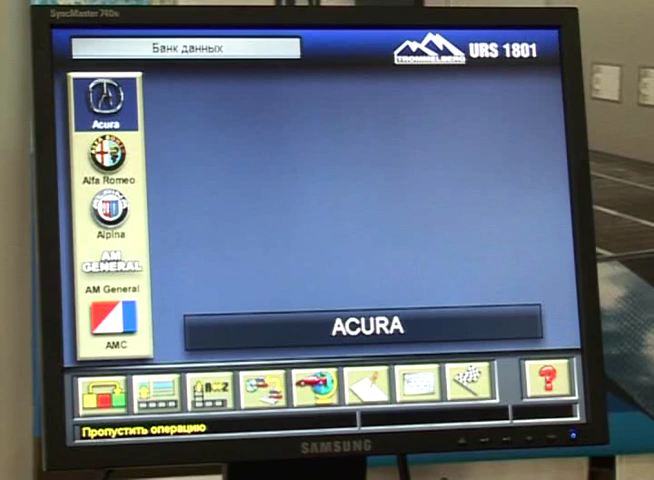 SyncMaster 740N
Банк данных
URS 1801
Acura
Alfa Romeo
Alpina
AM
GENERAL
AM General
AMC
ACURA
Пропустить операцию
SAMSUNG